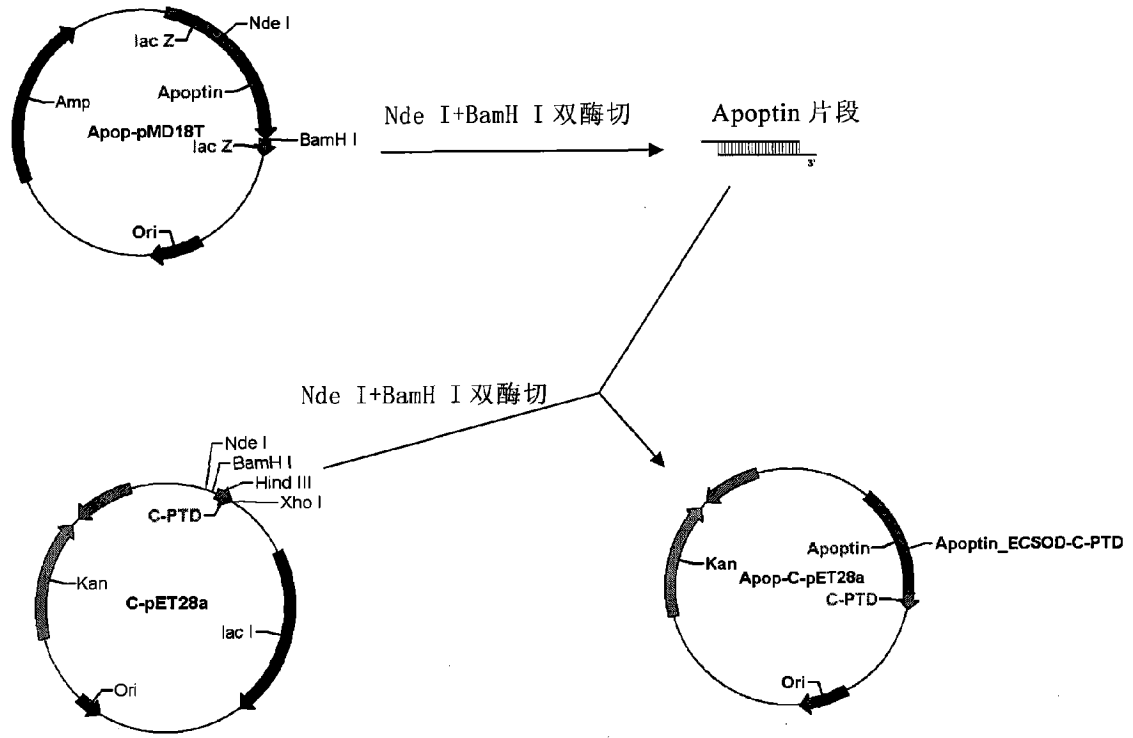 Nde I
lac Z
Amp
Apoptin
Apop-pMD18T
BamH I
lac Z
Ori
Nde I+BamH I 双酶切
Apoptin 片段
3'
Nde I+BamH I 双酶切
Nde I
BamH I
Hind III
Xho I
C-PTD
Kan
C-pET28a
lac I
Ori
Apoptin
Apoptin_ECSOD-C-PTD
Kan
Apop-C-pET28a
C-PTD
Ori